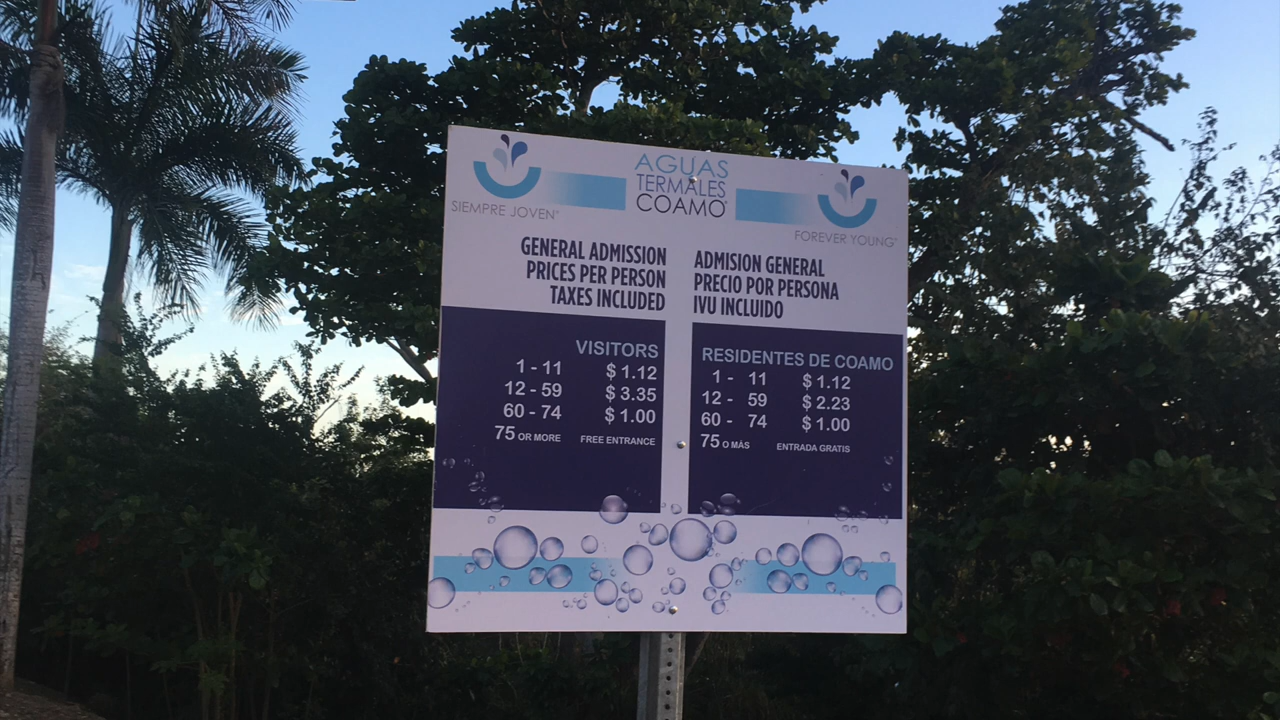 AGUAS
TERMALES
COAMO
SIEMPRE JOVEN
FOREVER YOUNG
GENERAL ADMISSION
PRICES PER PERSON
TAXES INCLUDED
VISITORS
1 - 11 $ 1.12
12 - 59 $ 3.35
60 - 74 $ 1.00
75 OR MORE FREE ENTRANCE
ADMISION GENERAL
PRECIO POR PERSONA
IVU INCLUIDO
RESIDENTES DE COAMO
1 - 11 $ 1.12
12 - 59 $ 2.23
60 - 74 $ 1.00
75 O MÁS ENTRADA GRATIS